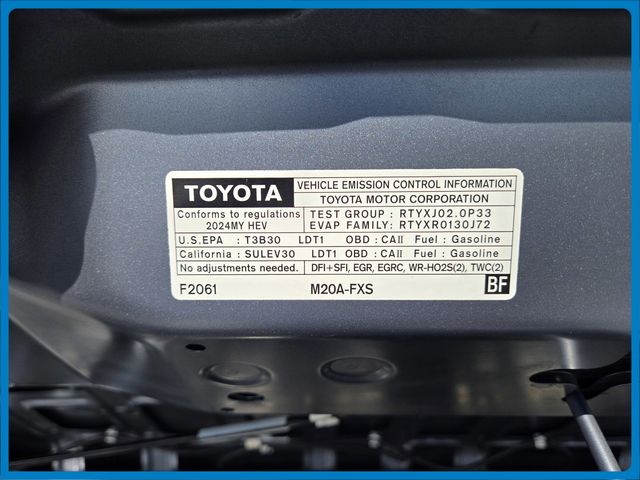 TOYOTA VEHICLE EMISSION CONTROL INFORMATION
TOYOTA MOTOR CORPORATION
Conforms to regulations
2024MY HEV
TEST GROUP : RTYXJ02.0P33
EVAP FAMILY: RTYXR0130J72
U.S.EPA : T3B30 LDT1 OBD : CAII Fuel : Gasoline
California : SULEV30 LDT1 OBD : CAII Fuel : Gasoline
No adjustments needed. DFI+SFI, EGR, EGRC, WR-HO2S(2), TWC(2)
F2061 M20A-FXS BF